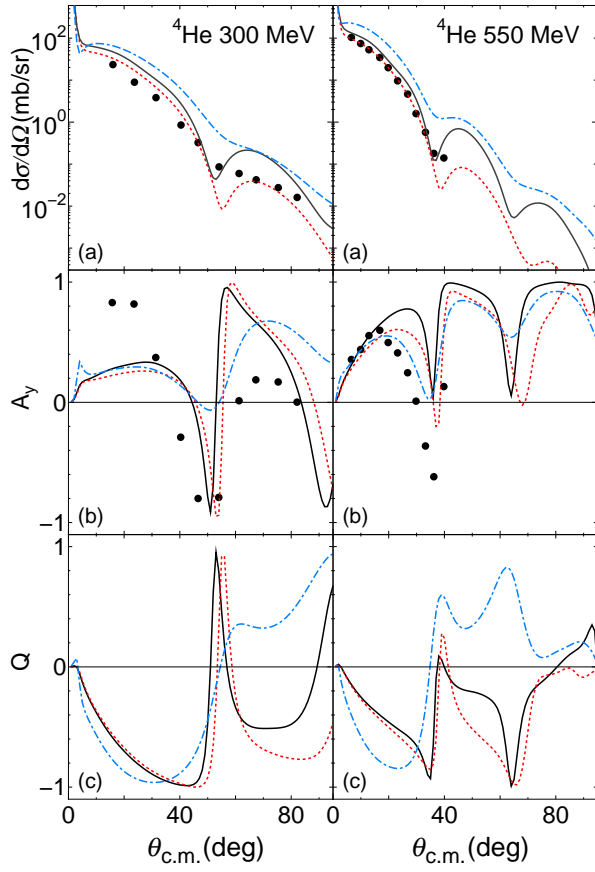 ⁴He 300 MeV
⁴He 550 MeV
dσ/dΩ(mb/sr)
10²
10⁰
10⁻²
(a)
(a)
A_y
1
0
−1
(b)
(b)
Q
1
0
−1
(c)
(c)
0 40 80
0 40 80
θ_c.m.(deg)
θ_c.m.(deg)